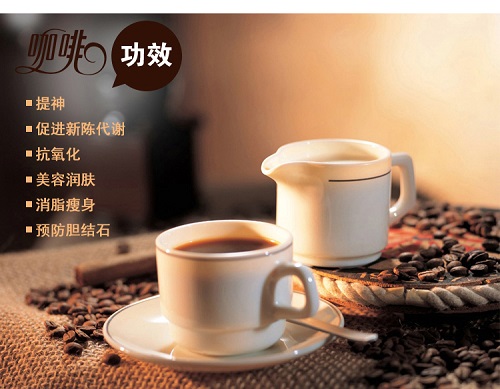 咖啡
功效
提神
促进新陈代谢
抗氧化
美容润肤
消脂瘦身
预防胆结石